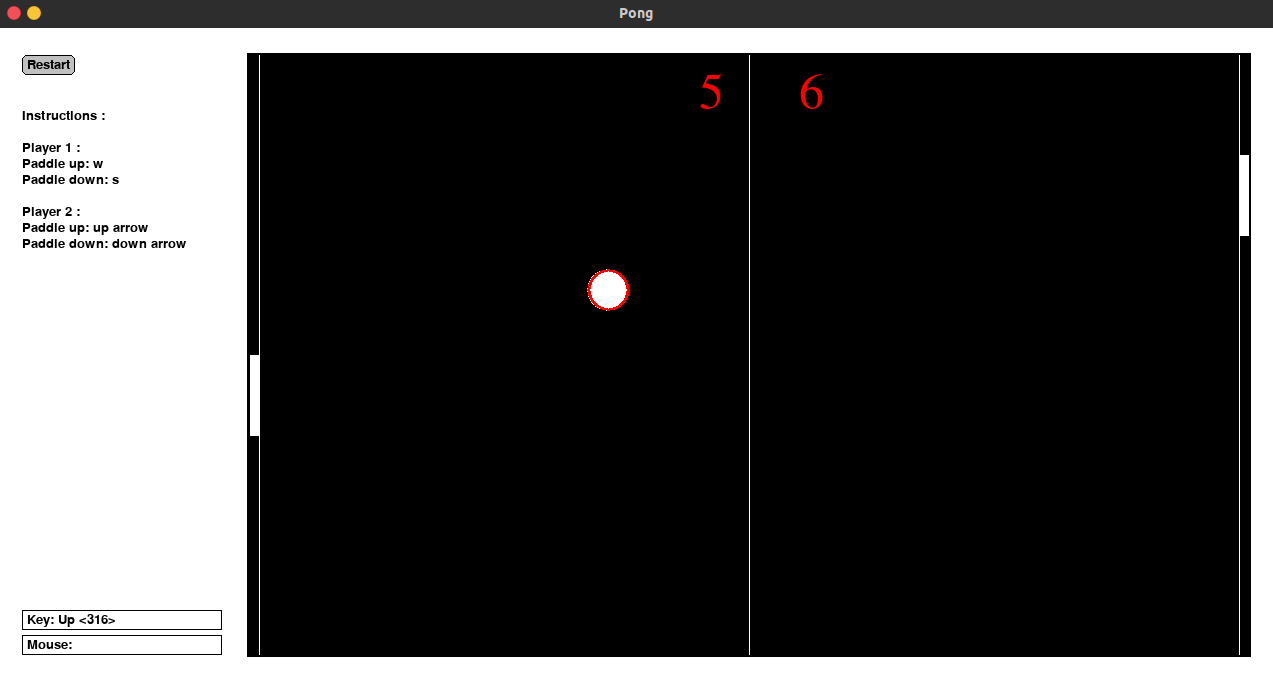 Pong
Restart
5 6
Instructions :
Player 1 :
Paddle up: w
Paddle down: s
Player 2 :
Paddle up: up arrow
Paddle down: down arrow
Key: Up <316>
Mouse: